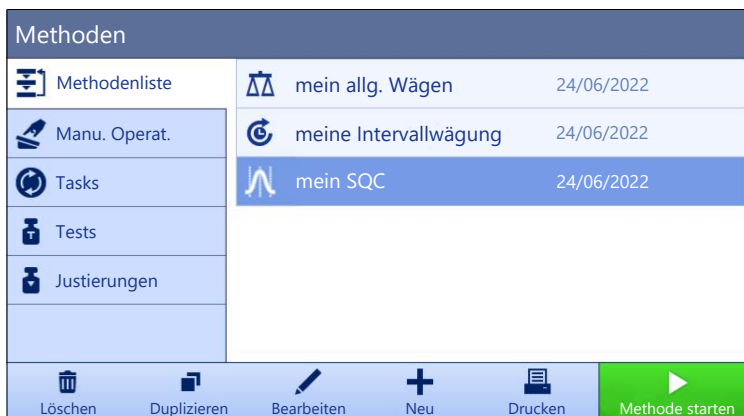 Methoden
Methodenliste
Manu. Operat.
Tasks
Tests
Justierungen
mein allg. Wägen 24/06/2022
meine Intervallwägung 24/06/2022
mein SQC 24/06/2022
Löschen Duplizieren Bearbeiten Neu Drucken Methode starten